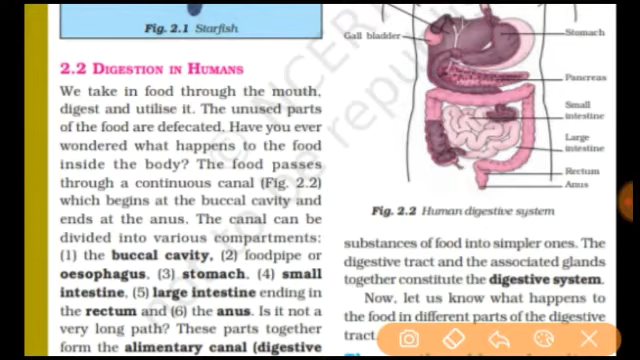 Fig. 2.1 Starfish
2.2 DIGESTION IN HUMANS
We take in food through the mouth,
digest and utilise it. The unused parts
of the food are defecated. Have you ever
wondered what happens to the food
inside the body? The food passes
through a continuous canal (Fig. 2.2)
which begins at the buccal cavity and
ends at the anus. The canal can be
divided into various compartments:
(1) the buccal cavity, (2) foodpipe or
oesophagus, (3) stomach, (4) small
intestine, (5) large intestine ending in
the rectum and (6) the anus. Is it not a
very long path? These parts together
form the alimentary canal (digestive
Gall bladder
Stomach
Pancreas
Small
intestine
Large
intestine
Rectum
Anus
Fig. 2.2 Human digestive system
substances of food into simpler ones. The
digestive tract and the associated glands
together constitute the digestive system.
Now, let us know what happens to
the food in different parts of the digestive
tract.
© NCERT
not to be republished